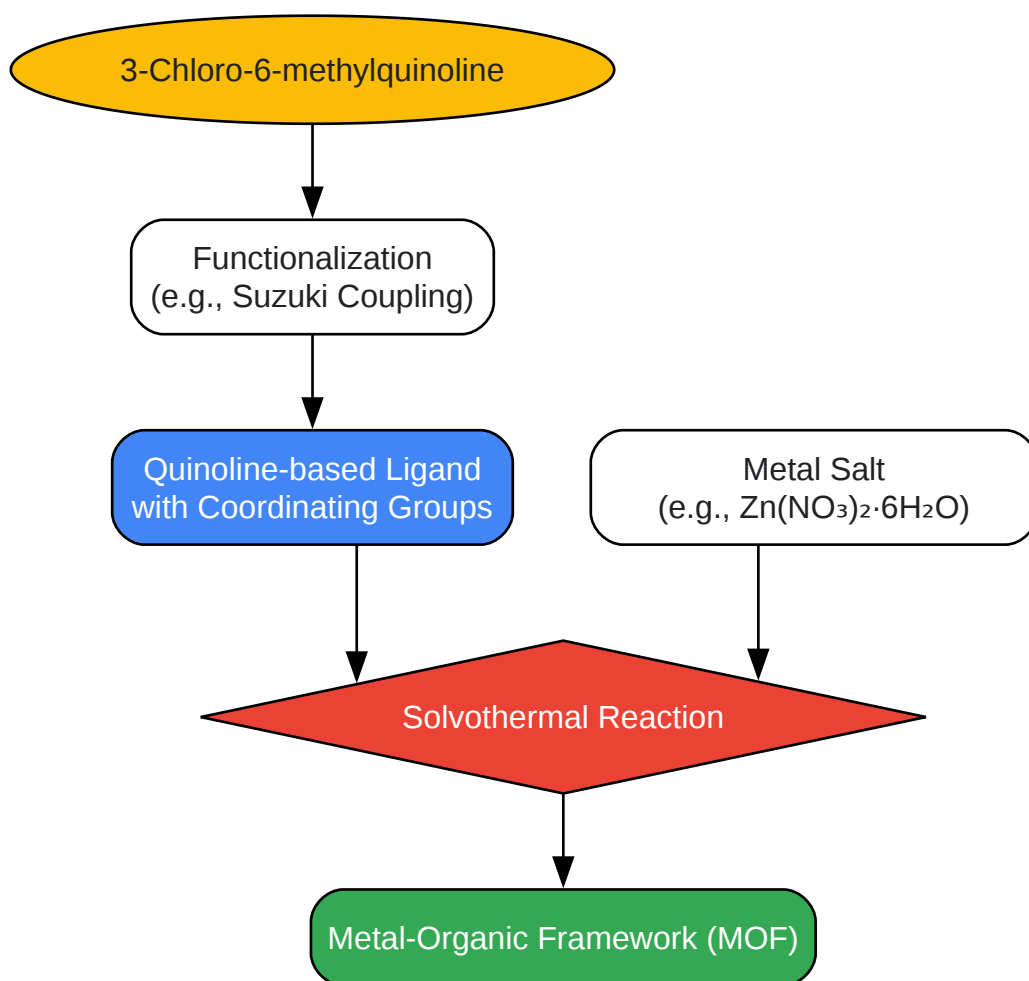 3-Chloro-6-methylquinoline
Functionalization
(e.g., Suzuki Coupling)
Quinoline-based Ligand
with Coordinating Groups
Metal Salt
(e.g., Zn(NO₃)₂·6H₂O)
Solvothermal Reaction
Metal-Organic Framework (MOF)